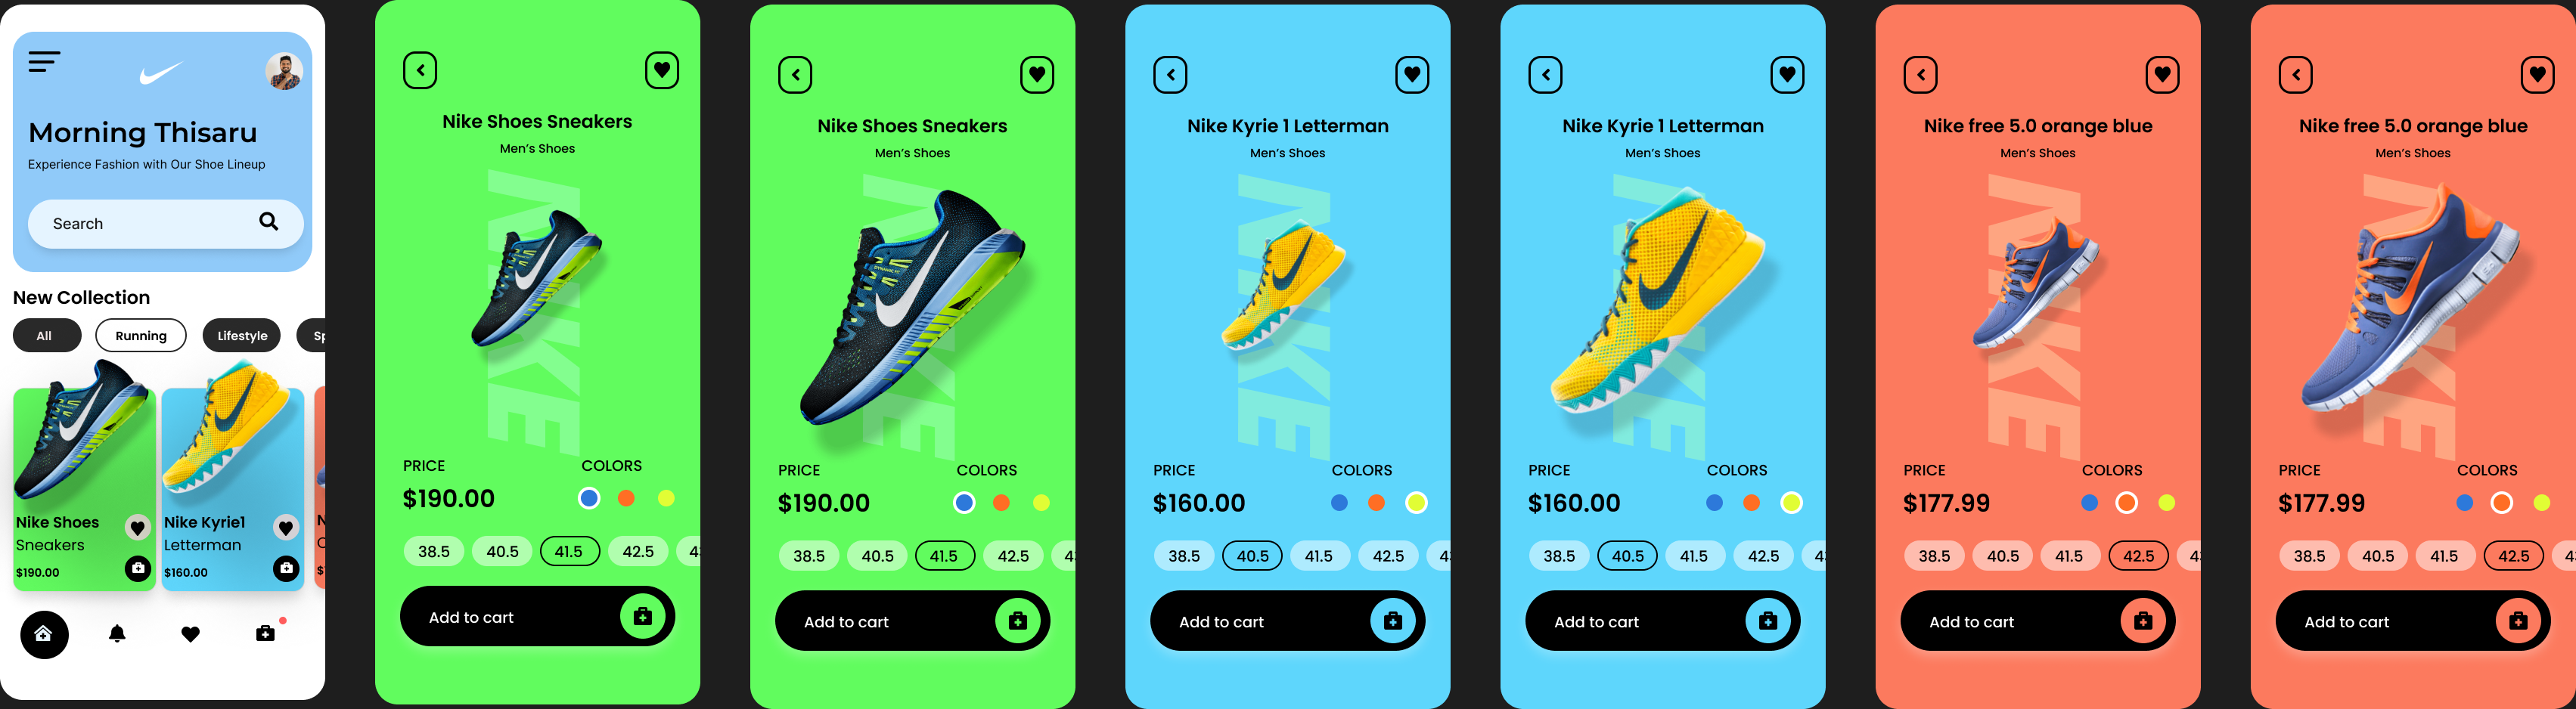 Morning Thisaru
Experience Fashion with Our Shoe Lineup
Search
New Collection
All
Running
Lifestyle
Sp
Nike Shoes
Sneakers
$190.00
Nike Kyrie1
Letterman
$160.00
N
$
Nike Shoes Sneakers
Men's Shoes
NIKE
PRICE
COLORS
$190.00
38.5
40.5
41.5
42.5
4
Add to cart
Nike Shoes Sneakers
Men's Shoes
NIKE
PRICE
COLORS
$190.00
38.5
40.5
41.5
42.5
4
Add to cart
Nike Kyrie 1 Letterman
Men's Shoes
NIKE
PRICE
COLORS
$160.00
38.5
40.5
41.5
42.5
4
Add to cart
Nike Kyrie 1 Letterman
Men's Shoes
NIKE
PRICE
COLORS
$160.00
38.5
40.5
41.5
42.5
4
Add to cart
Nike free 5.0 orange blue
Men's Shoes
NIKE
PRICE
COLORS
$177.99
38.5
40.5
41.5
42.5
4
Add to cart
Nike free 5.0 orange blue
Men's Shoes
NIKE
PRICE
COLORS
$177.99
38.5
40.5
41.5
42.5
4
Add to cart